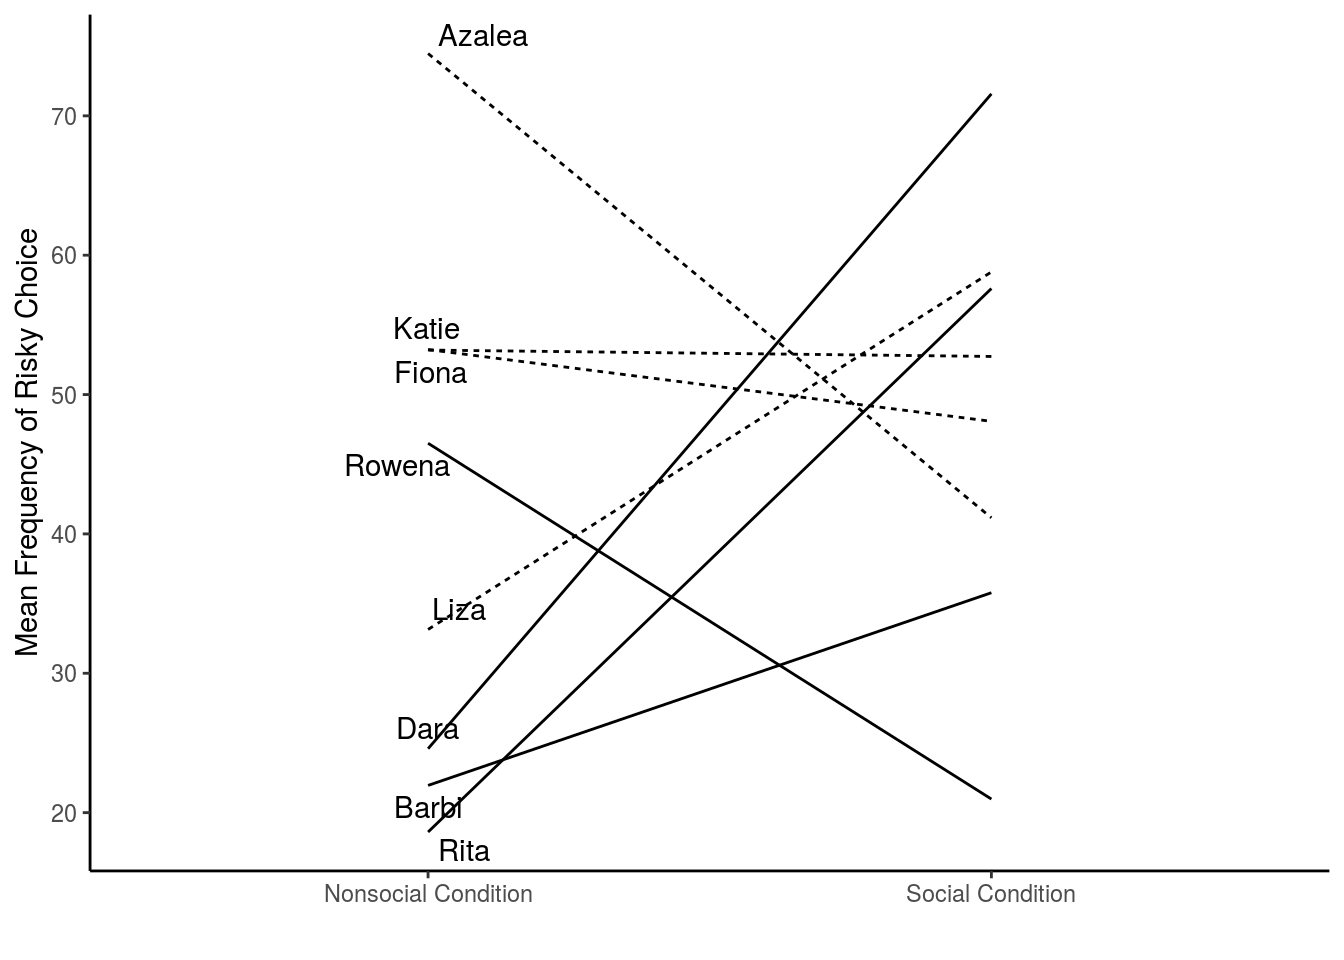 Azalea
70
60
Katie
Fiona
50
Rowena
40
Liza
30
Dara
Barbi
20
Rita
Mean Frequency of Risky Choice
Nonsocial Condition
Social Condition